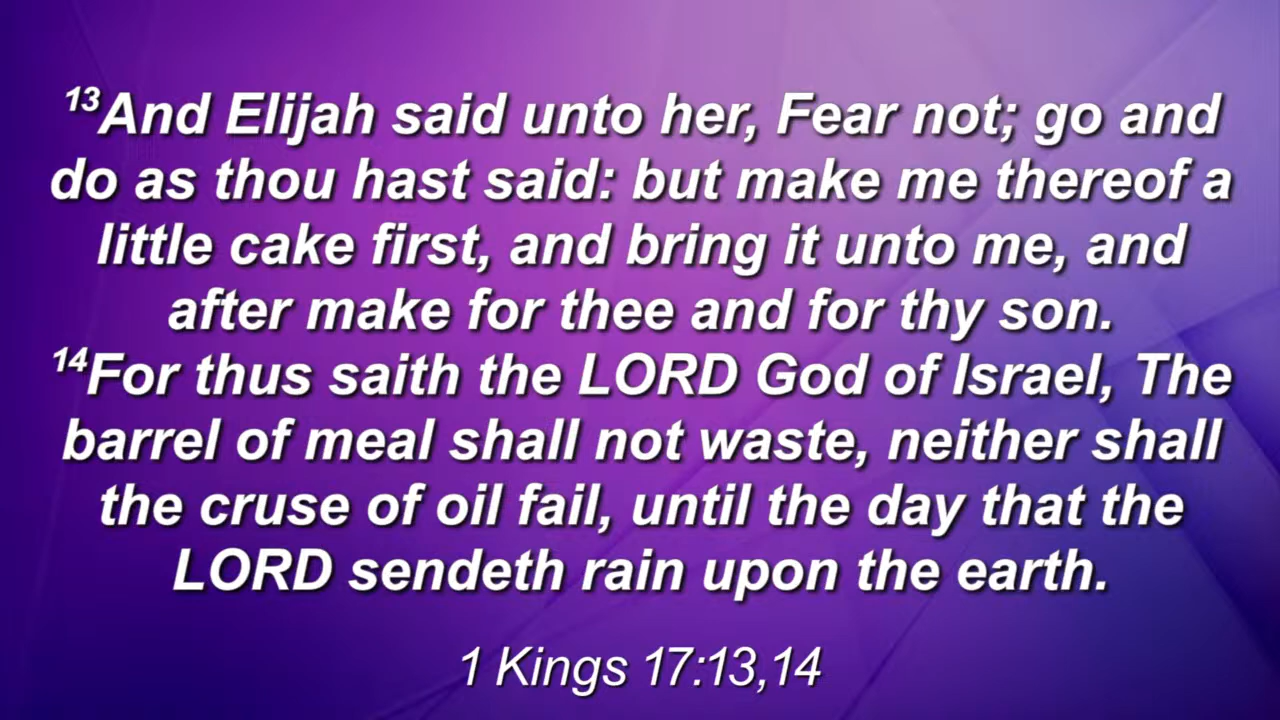 13And Elijah said unto her, Fear not; go and
do as thou hast said: but make me thereof a
little cake first, and bring it unto me, and
after make for thee and for thy son.
14For thus saith the LORD God of Israel, The
barrel of meal shall not waste, neither shall
the cruse of oil fail, until the day that the
LORD sendeth rain upon the earth.
1 Kings 17:13,14